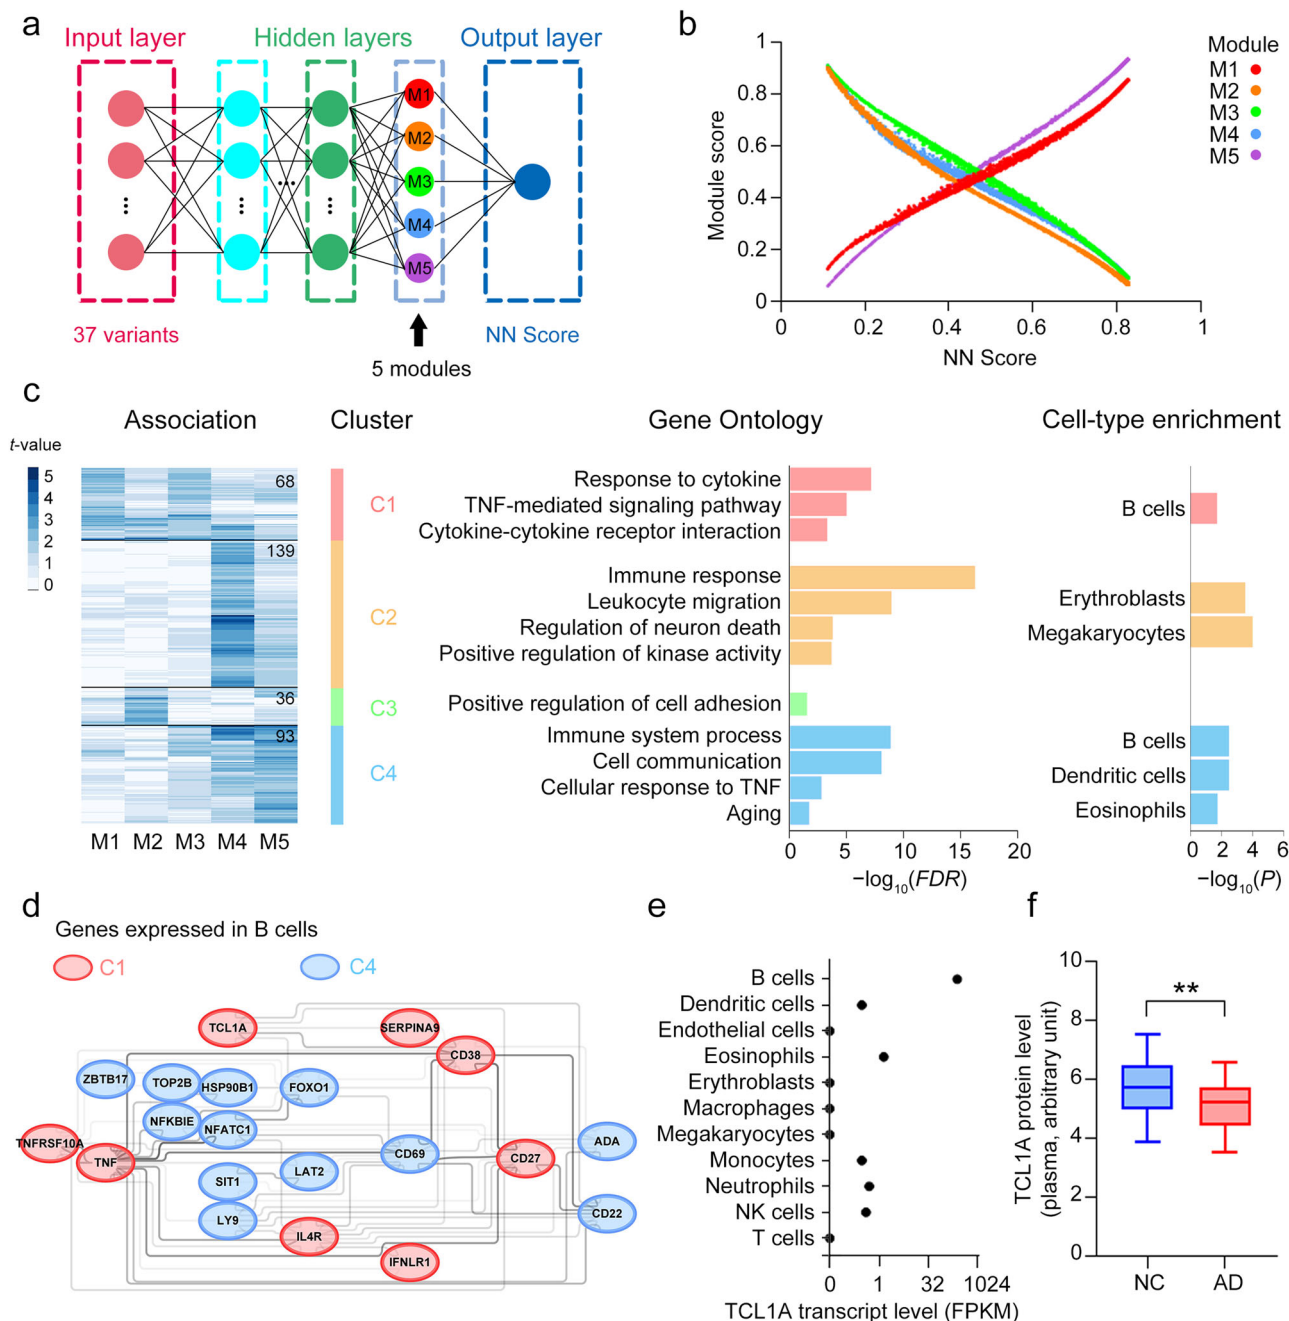 a
Input layer
Hidden layers
Output layer
M1
M2
...
M3
M4
M5
37 variants
NN Score
5 modules
b
Module score
1
0.8
0.6
0.4
0.2
0
0
0.2
0.4
0.6
0.8
1
NN Score
Module
M1
M2
M3
M4
M5
c
Association
Cluster
Gene Ontology
Cell-type enrichment
t-value
5
4
3
2
1
0
68
139
36
93
M1 M2 M3 M4 M5
C1
C2
C3
C4
Response to cytokine
TNF-mediated signaling pathway
Cytokine-cytokine receptor interaction
Immune response
Leukocyte migration
Regulation of neuron death
Positive regulation of kinase activity
Positive regulation of cell adhesion
Immune system process
Cell communication
Cellular response to TNF
Aging
0 5 10 15 20
−log10(FDR)
B cells
Erythroblasts
Megakaryocytes
B cells
Dendritic cells
Eosinophils
0 2 4 6
−log10(P)
d
Genes expressed in B cells
C1
C4
TCL1A
SERPINA9
CD38
ZBTB17
TOP2B
HSP90B1
FOXO1
NFKBIE
NFATC1
TNFRSF10A
TNF
CD69
CD27
ADA
SIT1
LAT2
LY9
IL4R
CD22
IFNLR1
e
B cells
Dendritic cells
Endothelial cells
Eosinophils
Erythroblasts
Macrophages
Megakaryocytes
Monocytes
Neutrophils
NK cells
T cells
0 1 32 1024
TCL1A transcript level (FPKM)
f
TCL1A protein level
(plasma, arbitrary unit)
10
8
6
4
2
0
**
NC AD